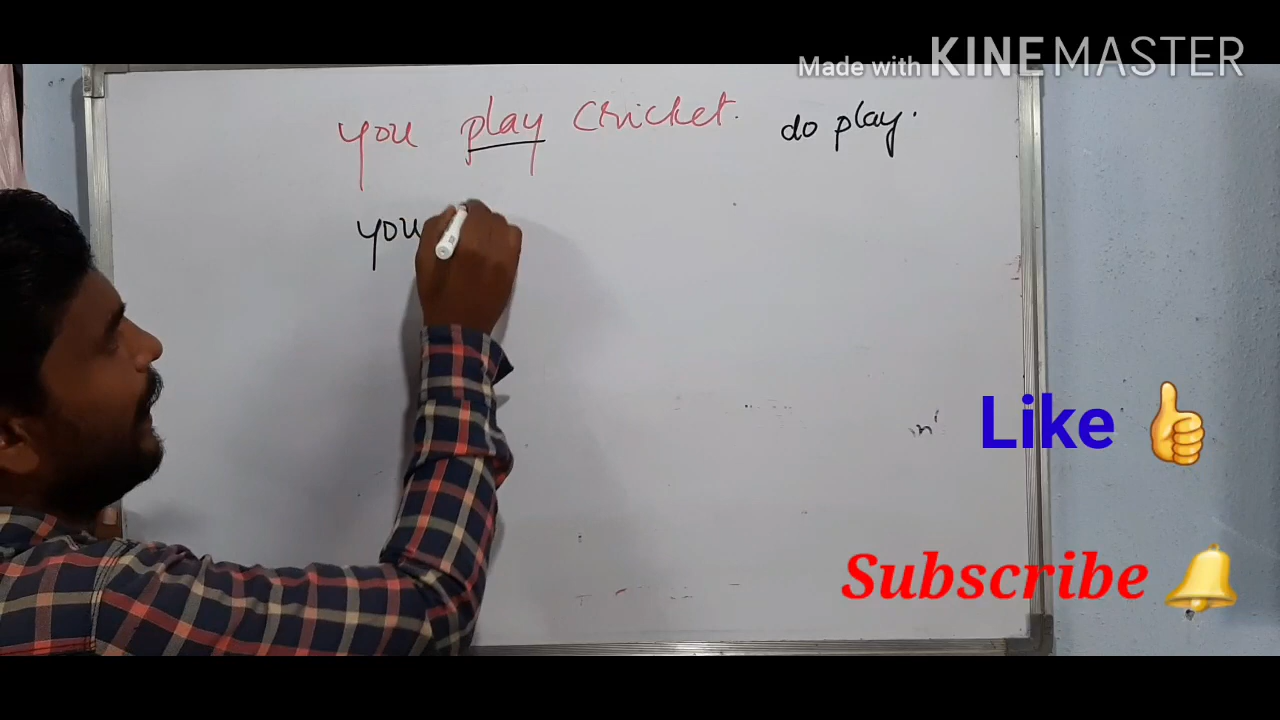 Made with KINEMASTER
you play cricket. do play.
you
Like 👍
Subscribe 🔔